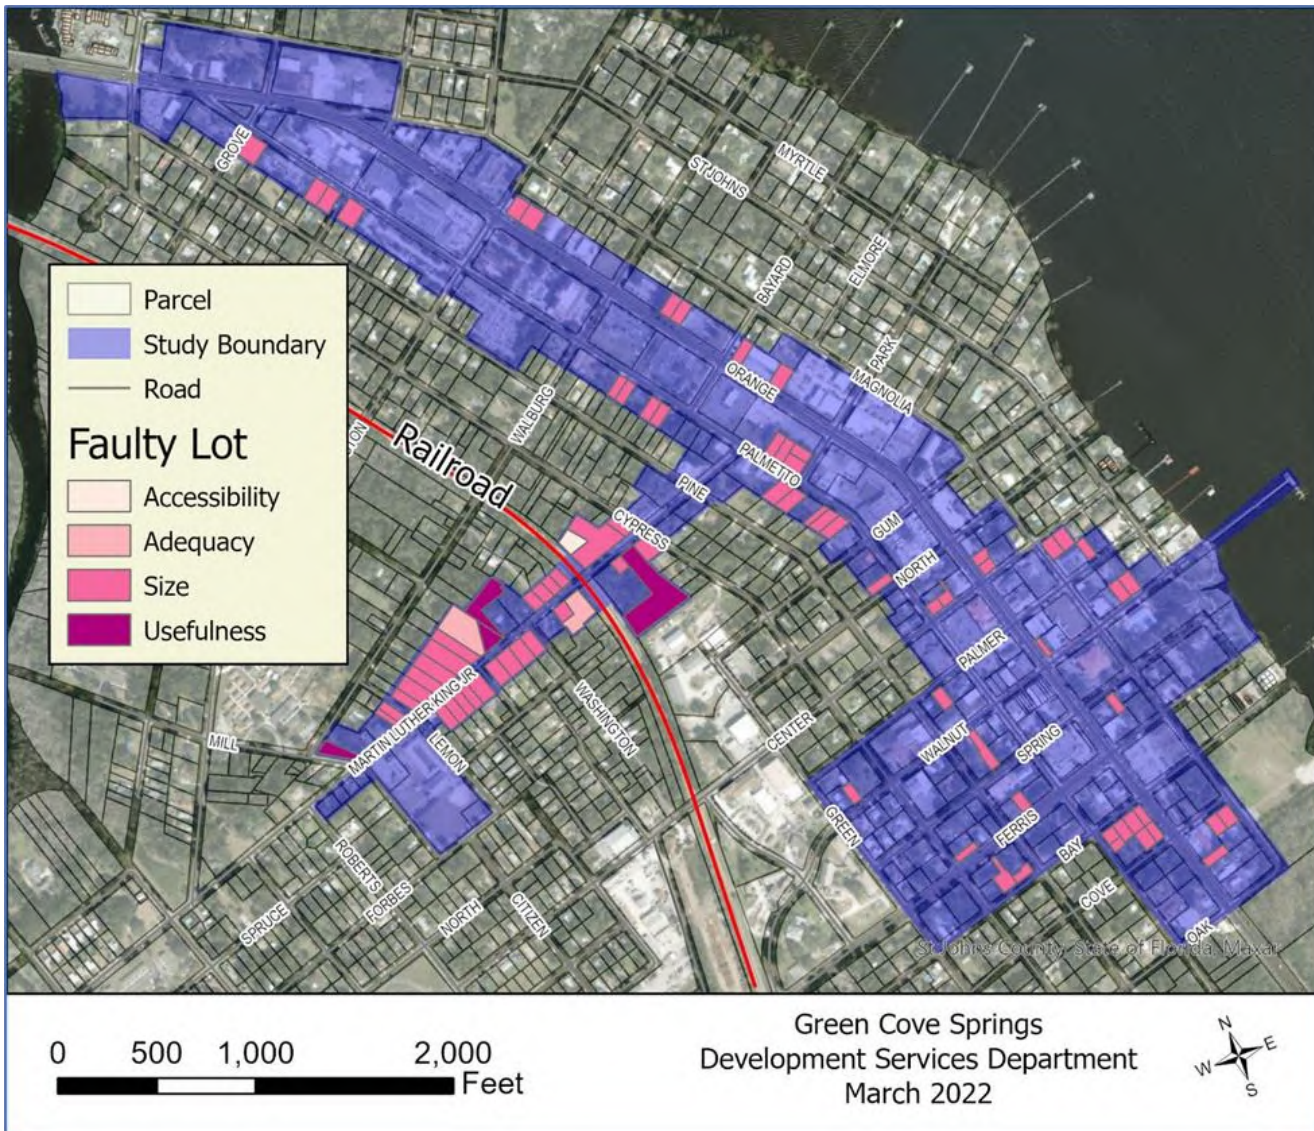 GROVE
MYRTLE
STJOHNS
BAYARD
ELMORE
PARK
MAGNOLIA
ORANGE
WALBURG
Railroad
PALMETTO
PINE
CYPRESS
GUM
NORTH
PALMER
WALNUT
SPRING
MARTIN LUTHER KING JR
LEMON
MILL
WASHINGTON
CENTER
GREEN
FERRIS
BAY
COVE
OAK
ROBERTS
FORBES
SPRUCE
NORTH
CITIZEN
St. Johns County, State of Florida, Maxar
Parcel
Study Boundary
Road
Faulty Lot
Accessibility
Adequacy
Size
Usefulness
0 500 1,000 2,000
Feet
Green Cove Springs
Development Services Department
March 2022
N
E
W
S